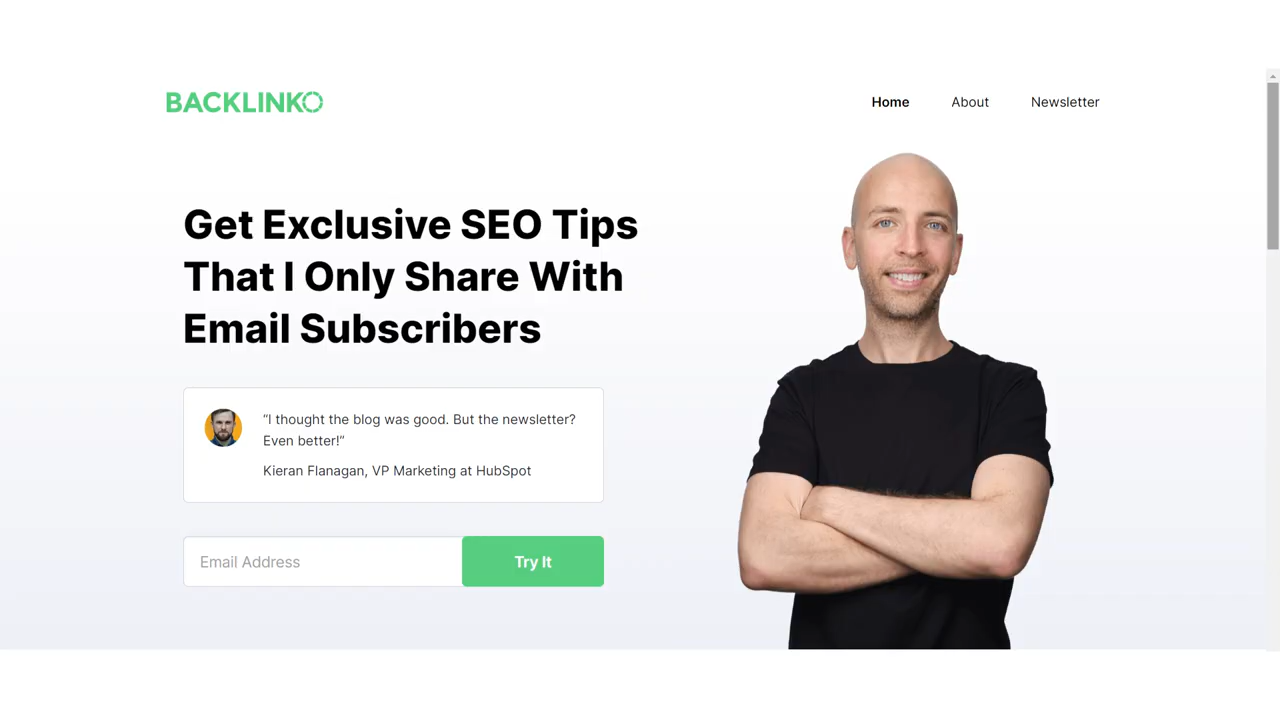 BACKLINKO
Home
About
Newsletter
Get Exclusive SEO Tips
That I Only Share With
Email Subscribers
“I thought the blog was good. But the newsletter?
Even better!”
Kieran Flanagan, VP Marketing at HubSpot
Email Address
Try It